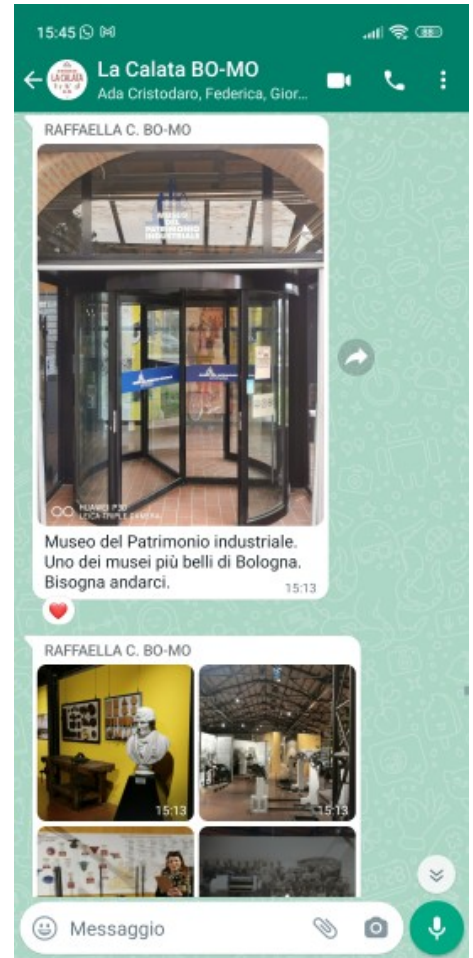 15:45
La Calata BO-MO
Ada Cristodaro, Federica, Gior...
LA CALATA
RAFFAELLA C. BO-MO
MUSEO
DEL
PATRIMONIO
INDUSTRIALE
HUAWEI P30
LEICA TRIPLE CAMERA
Museo del Patrimonio industriale.
Uno dei musei più belli di Bologna.
Bisogna andarci.
15:13
RAFFAELLA C. BO-MO
15:13
15:13
Messaggio